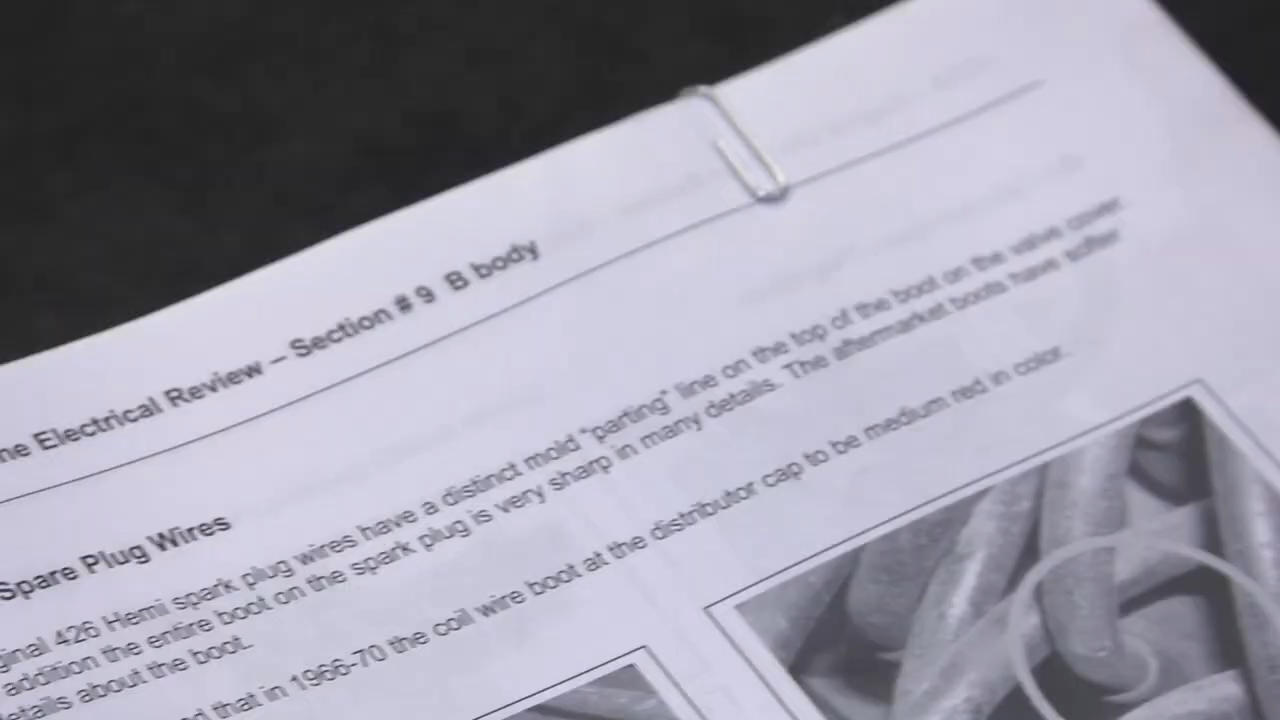 ne Electrical Review – Section # 9 B body
Spare Plug Wires
ginal 426 Hemi spark plug wires have a distinct mold "parting" line on the top of the boot on the valve cover.
addition the entire boot on the spark plug is very sharp in many details. The aftermarket boots have softer
etails about the boot.
d that in 1966-70 the coil wire boot at the distributor cap to be medium red in color.